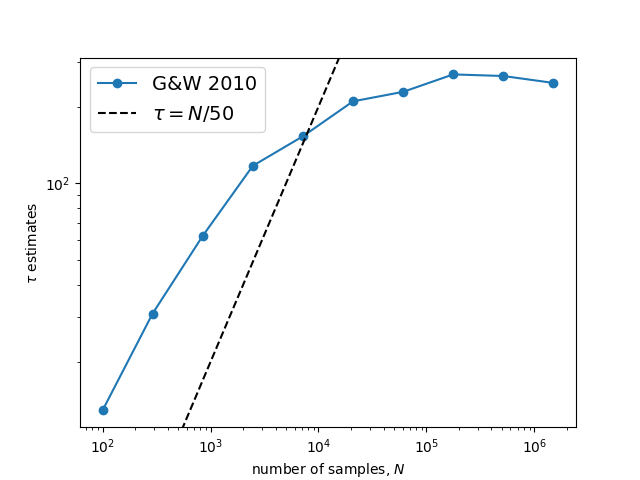 G&W 2010
τ = N/50
10²
τ estimates
10² 10³ 10⁴ 10⁵ 10⁶
number of samples, N